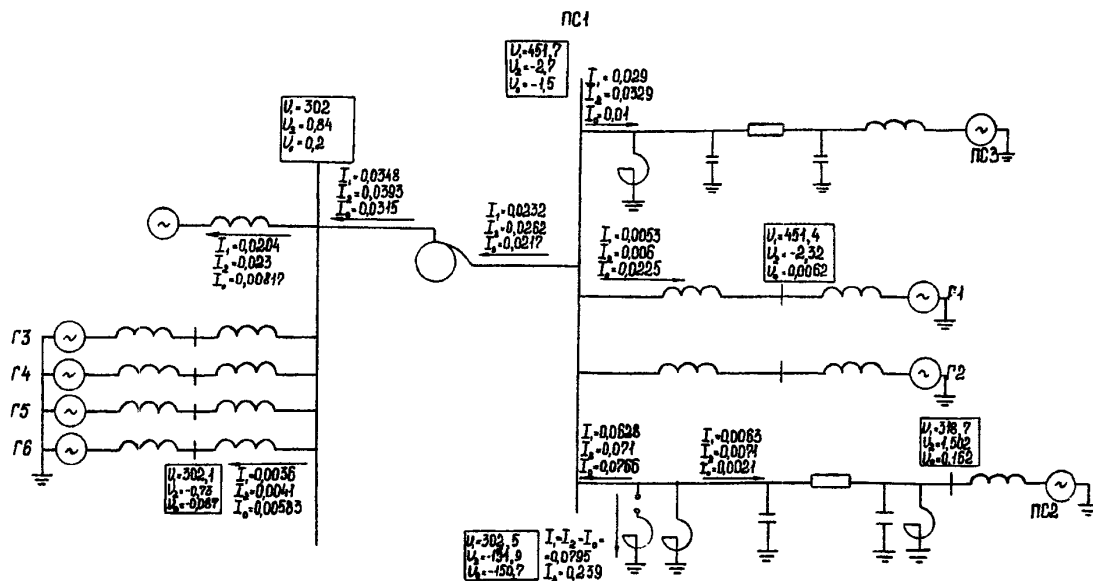 ПС1
U₁=451,7
U₂=-2,7
U₀=-1,5
I₁=0,029
I₂=0,0329
I₀=0,01
ПС3
U₁=302
U₂=0,84
U₀=0,2
I₁=0,0348
I₂=0,0393
I₀=0,0315
I₁=0,0204
I₂=0,023
I₀=0,00817
I₁=0,0232
I₂=0,0262
I₀=0,0217
I₁=0,0053
I₂=0,006
I₀=0,0225
U₁=451,4
U₂=-2,32
U₀=0,0062
Г1
Г2
Г3
Г4
Г5
Г6
U₁=302,1
U₂=-0,78
U₀=-0,087
I₁=0,0036
I₂=0,0041
I₀=0,00583
I₁=0,0628
I₂=0,071
I₀=0,0766
I₁=0,0063
I₂=0,0071
I₀=0,0021
U₁=318,7
U₂=1,502
U₀=0,162
ПС2
U₁=302,5
U₂=-151,9
U₀=-150,7
I₁=I₂=I₀=
=0,0795
=0,239